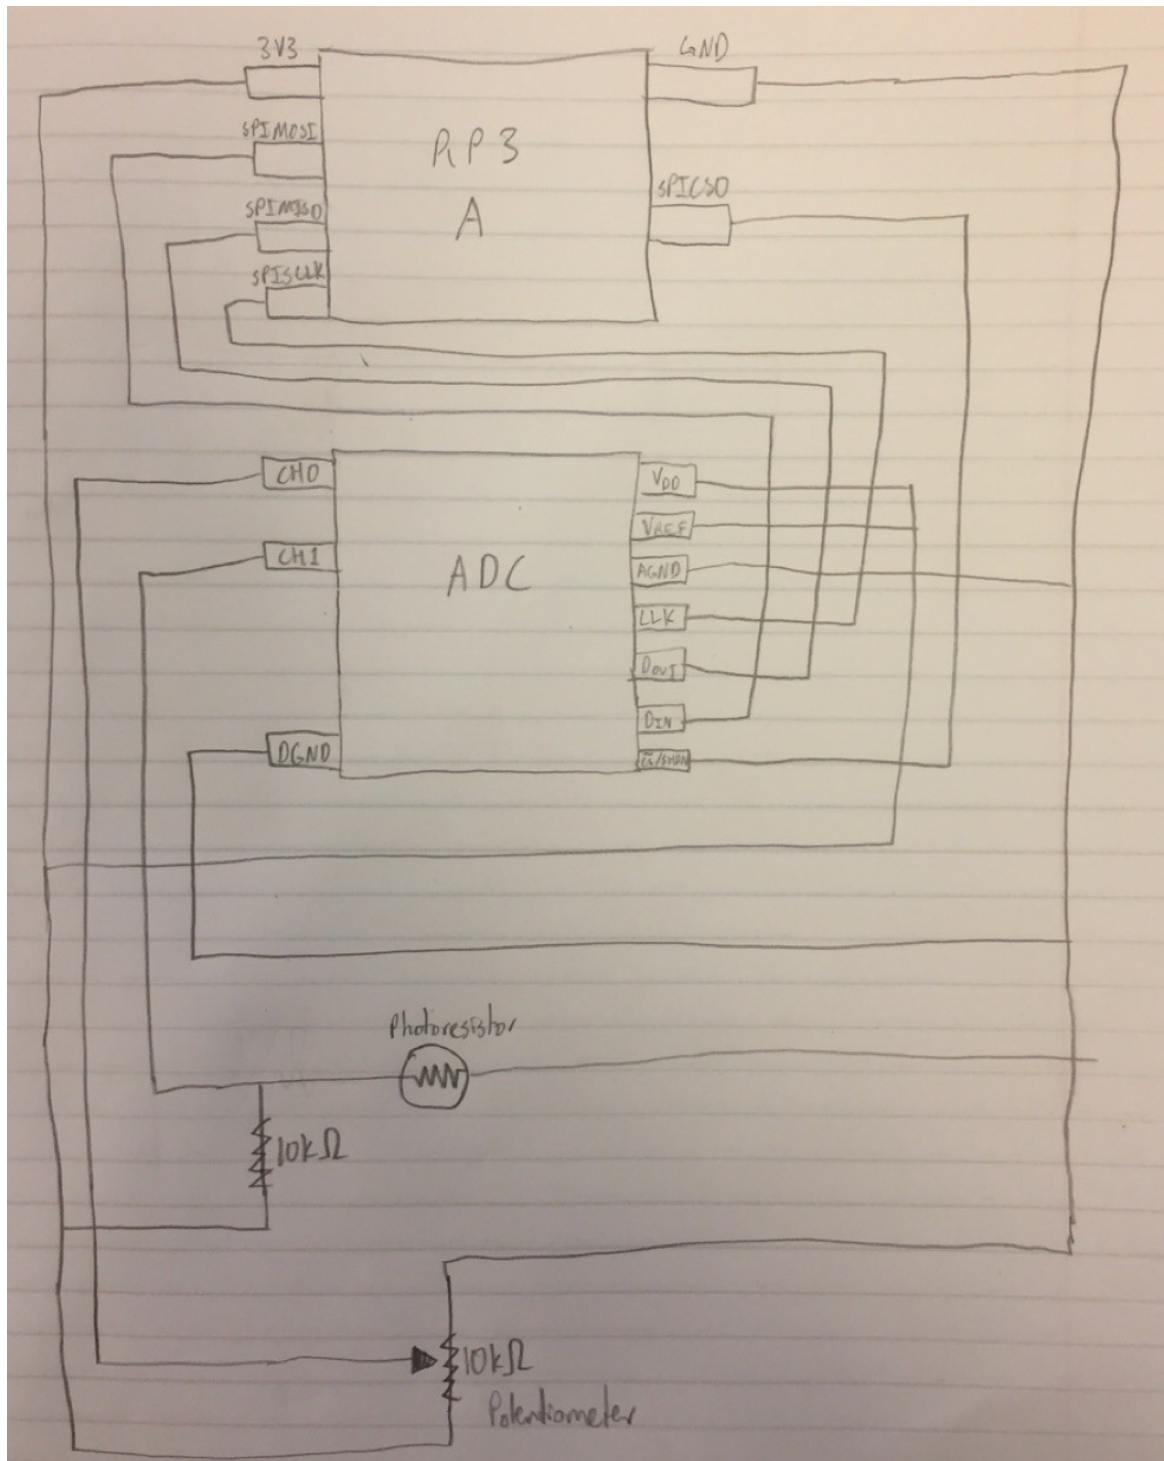 3V3
GND
SPIMOSI
RP3
SPIMISO
A
SPICSO
SPISCLK
CH0
VDD
VREF
CH1
ADC
AGND
CLK
DOUT
DIN
DGND
CS/SHDN
Photoresistor
10kΩ
10kΩ
Potentiometer